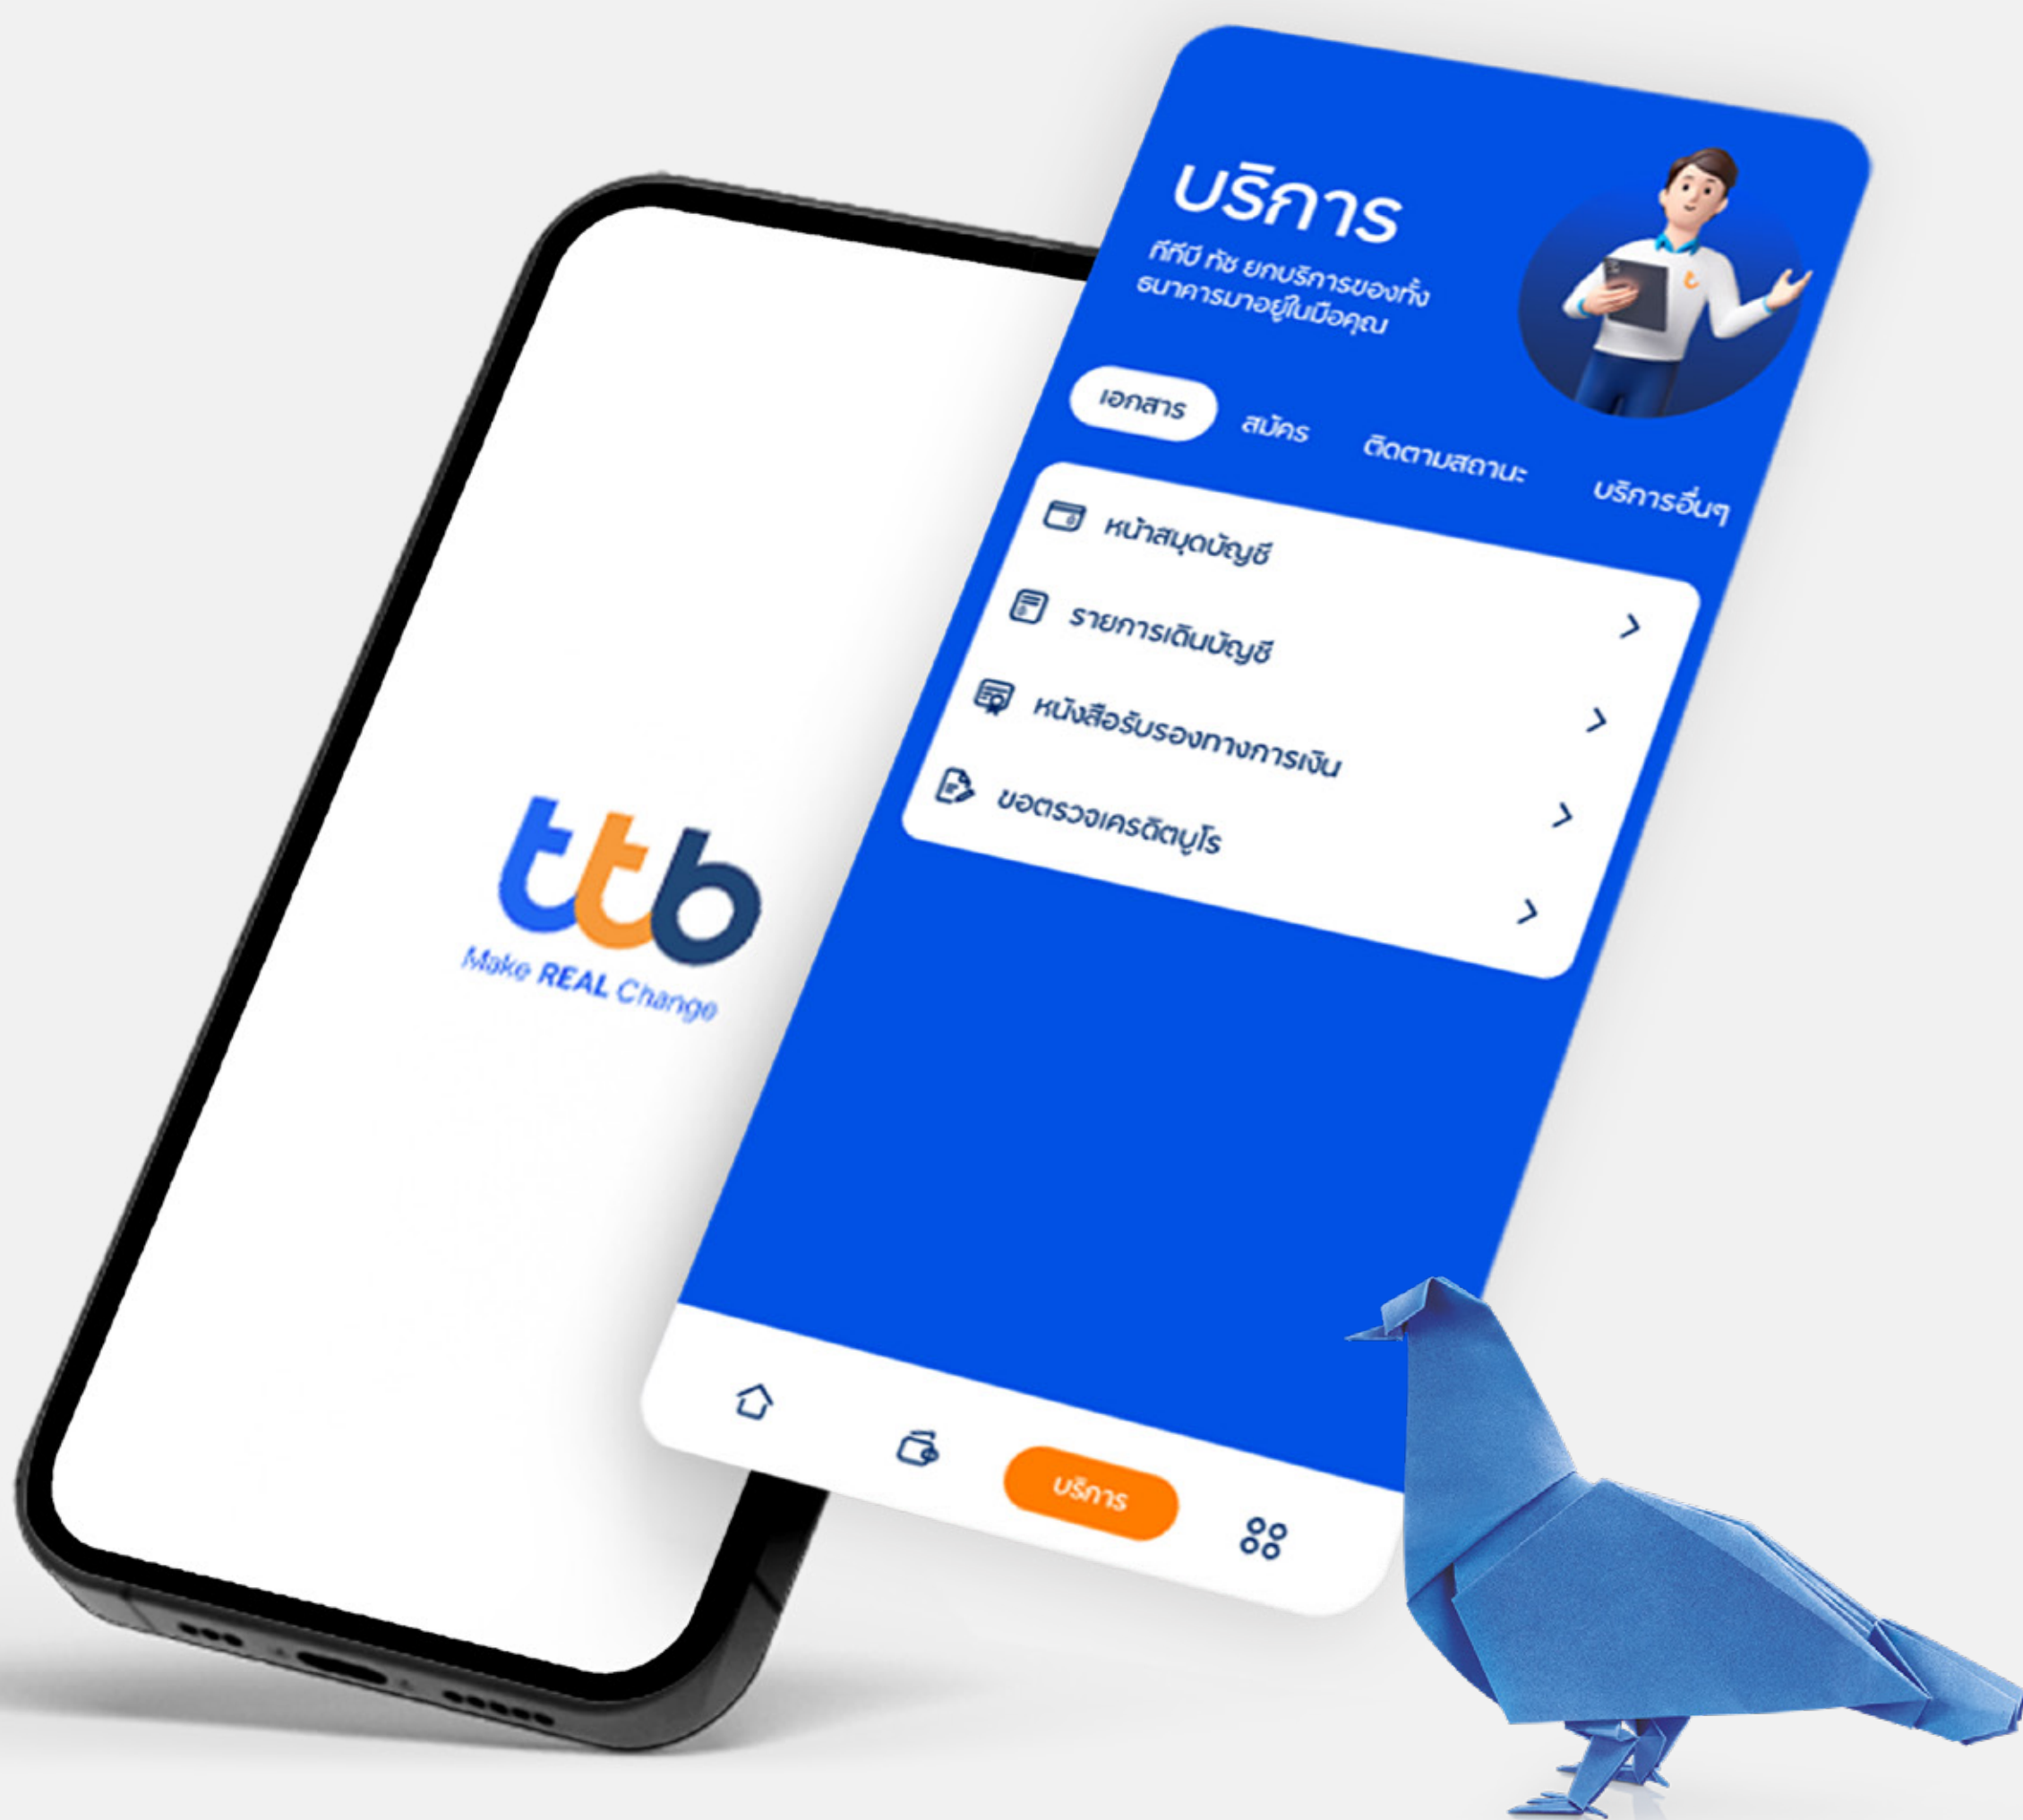 ttb
Make REAL Change
บริการ
ทีทีบี ทัช ยกบริการของทั้ง
ธนาคารมาอยู่ในมือคุณ
เอกสาร สมัคร ติดตามสถานะ บริการอื่นๆ
หน้าสมุดบัญชี
รายการเดินบัญชี
หนังสือรับรองทางการเงิน
ขอตรวจเครดิตบูโร
บริการ